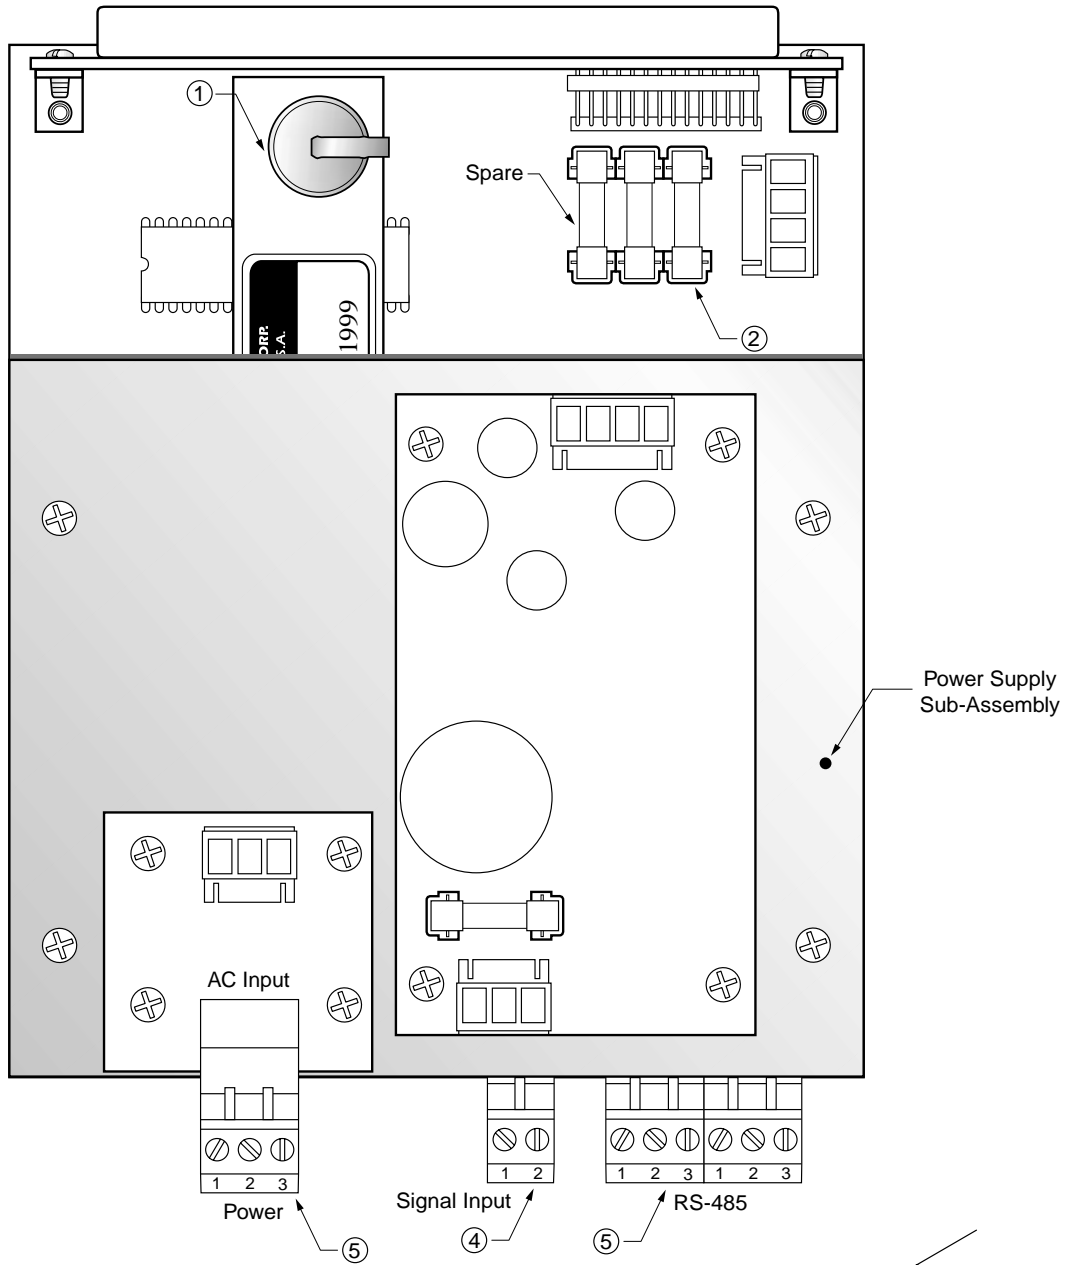 ①
Spare
②
ORP.
S.A.
1999
Power Supply
Sub-Assembly
AC Input
1 2 3
Power
⑤
1 2
Signal Input
④
1 2 3 1 2 3
RS-485
⑤